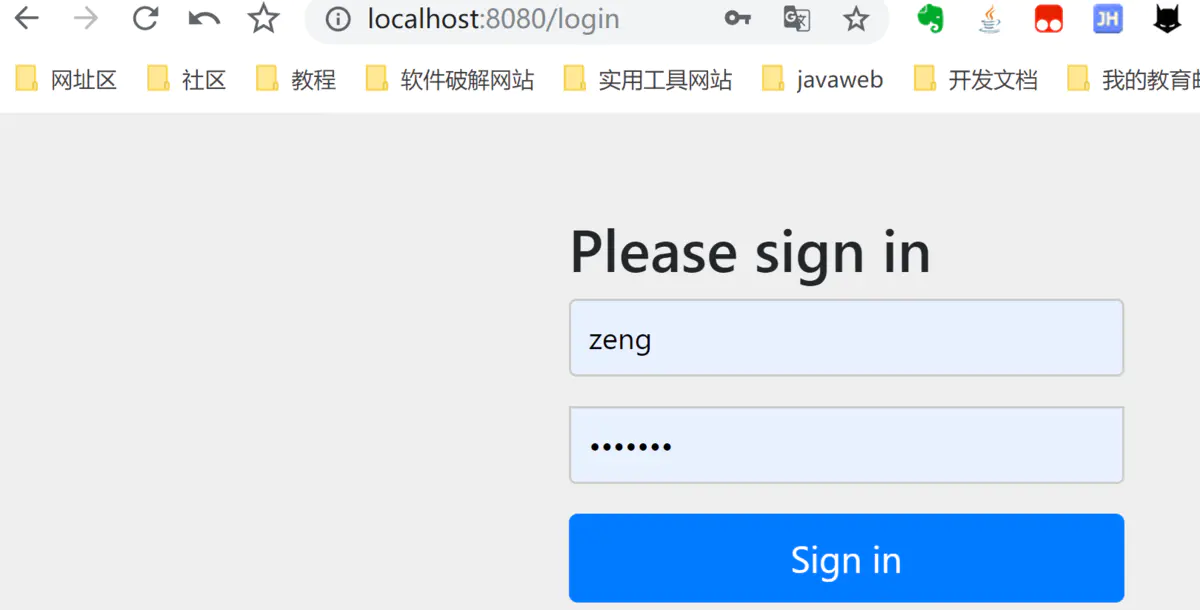 localhost:8080/login
网址区 社区 教程 软件破解网站 实用工具网站 javaweb 开发文档 我的教育
JH
Please sign in
zeng
Sign in